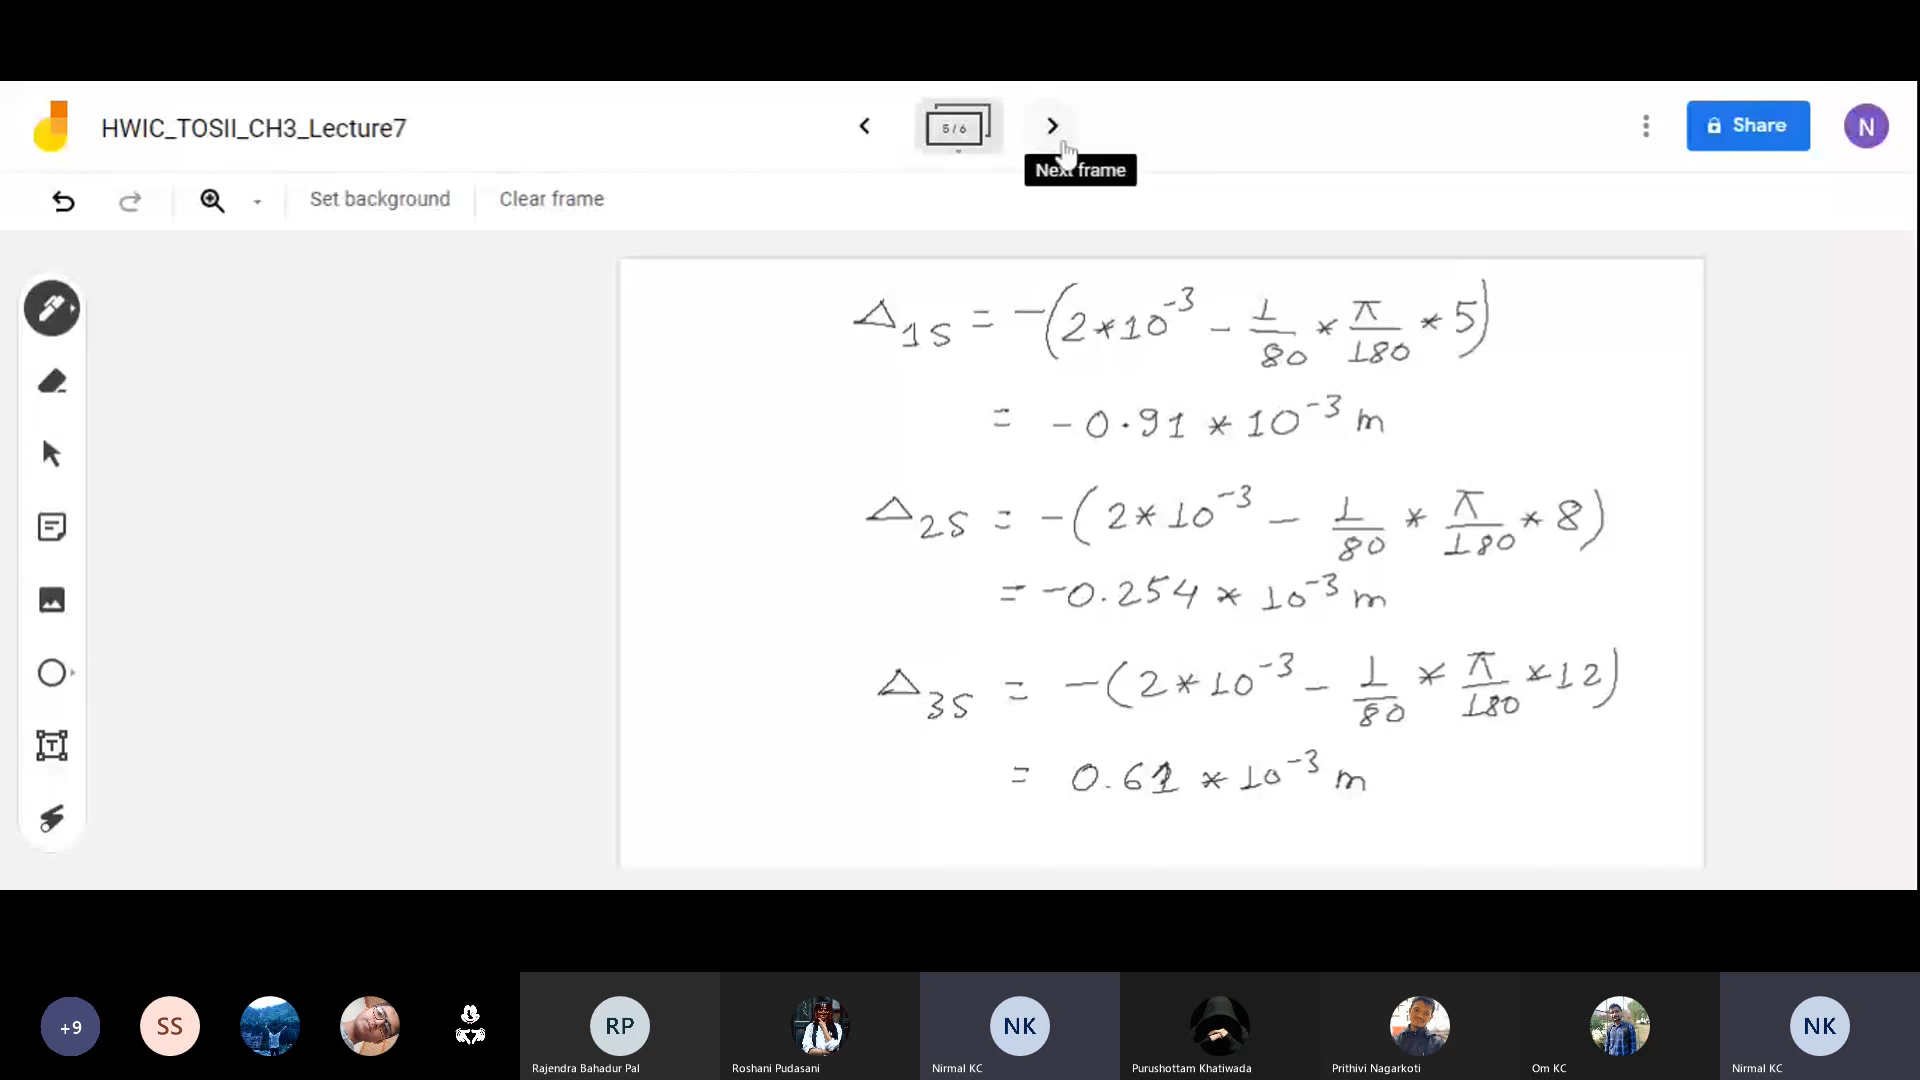 HWIC_TOSII_CH3_Lecture7
5/6
Share
N
Next frame
Set background
Clear frame
Δ₁S = -(2*10⁻³ - 1/80 * π/180 * 5)
= -0.91 * 10⁻³ m
Δ₂S = -(2*10⁻³ - 1/80 * π/180 * 8)
= -0.254 * 10⁻³ m
Δ₃S = -(2*10⁻³ - 1/80 * π/180 * 12)
= 0.61 * 10⁻³ m
+9
SS
RP
NK
NK
Rajendra Bahadur Pal
Roshani Pudasani
Nirmal KC
Purushottam Khatiwada
Prithivi Nagarkoti
Om KC
Nirmal KC